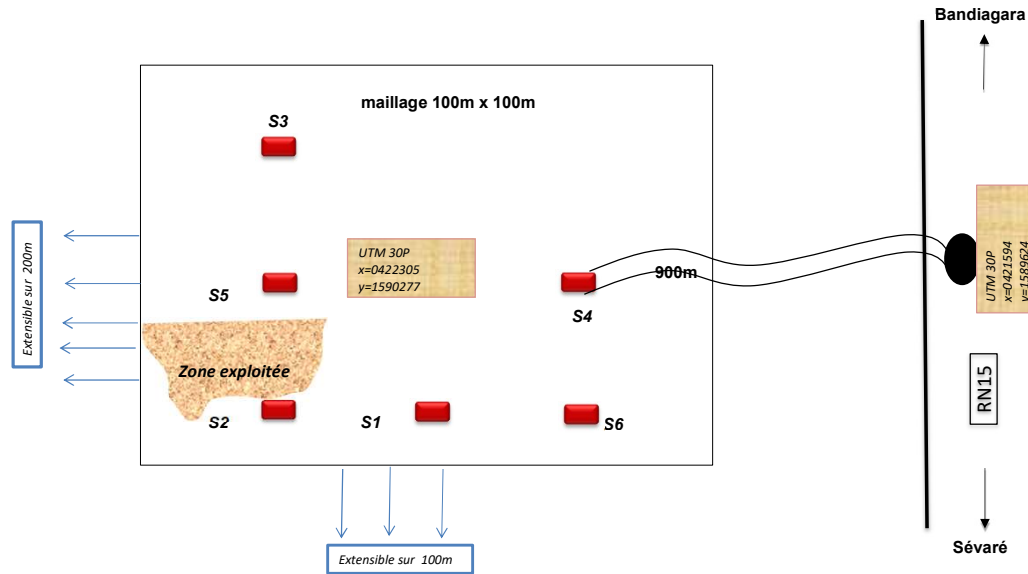 Bandiagara
maillage 100m x 100m
S3
Extensible sur 200m
UTM 30P
x=0422305
y=1590277
S5
900m
S4
UTM 30P
x=0421594
y=1589624
Zone exploitée
S2
S1
S6
RN15
Extensible sur 100m
Sévaré